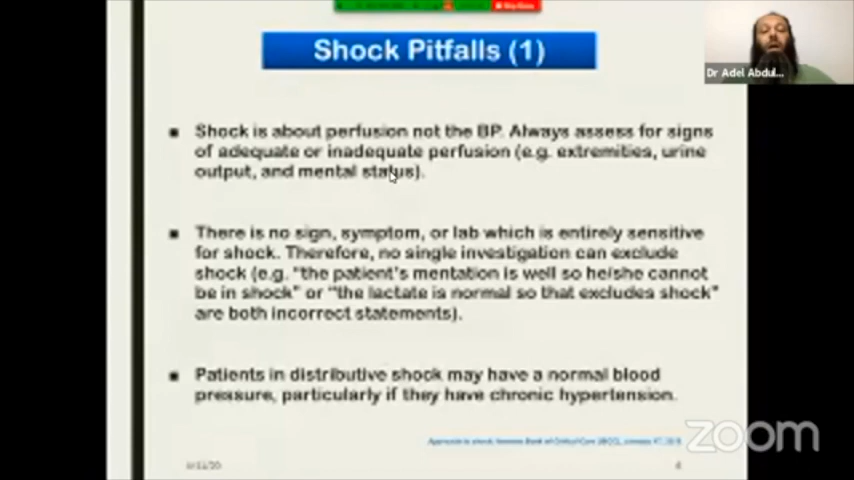 Shock Pitfalls (1)
Dr Adel Abdul...
Shock is about perfusion not the BP. Always assess for signs
of adequate or inadequate perfusion (e.g. extremities, urine
output, and mental status).
There is no sign, symptom, or lab which is entirely sensitive
for shock. Therefore, no single investigation can exclude
shock (e.g. "the patient's mentation is well so he/she cannot
be in shock" or "the lactate is normal so that excludes shock"
are both incorrect statements).
Patients in distributive shock may have a normal blood
pressure, particularly if they have chronic hypertension.
zoom